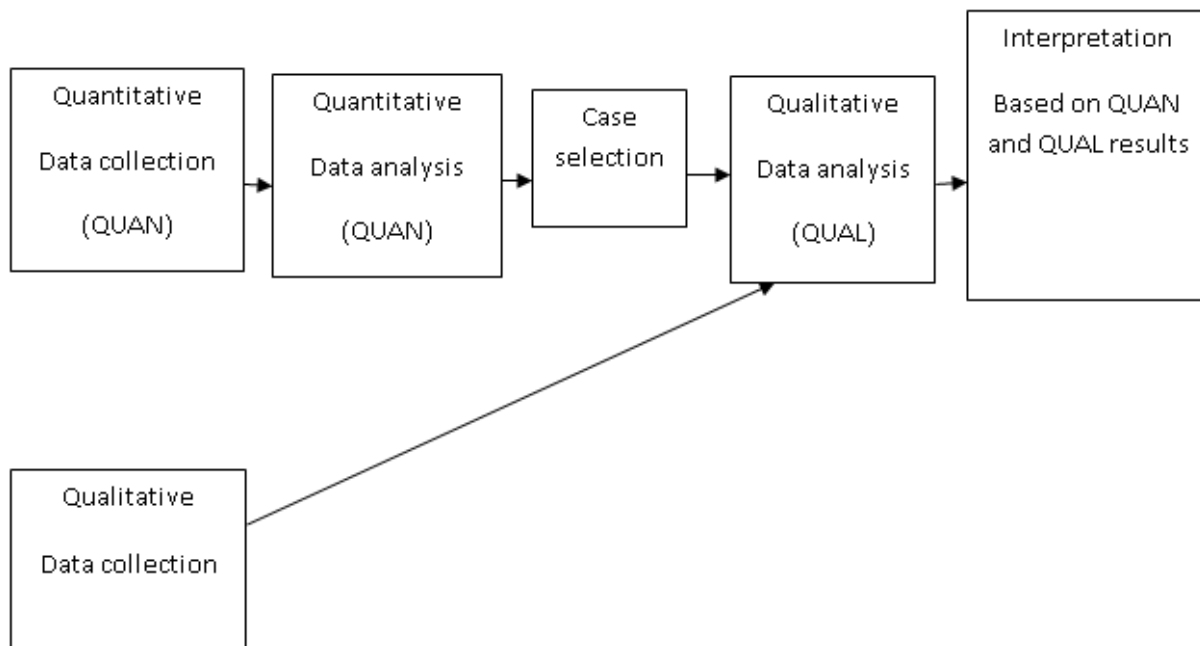 Quantitative
Data collection
(QUAN)
Quantitative
Data analysis
(QUAN)
Case
selection
Qualitative
Data analysis
(QUAL)
Interpretation
Based on QUAN
and QUAL results
Qualitative
Data collection